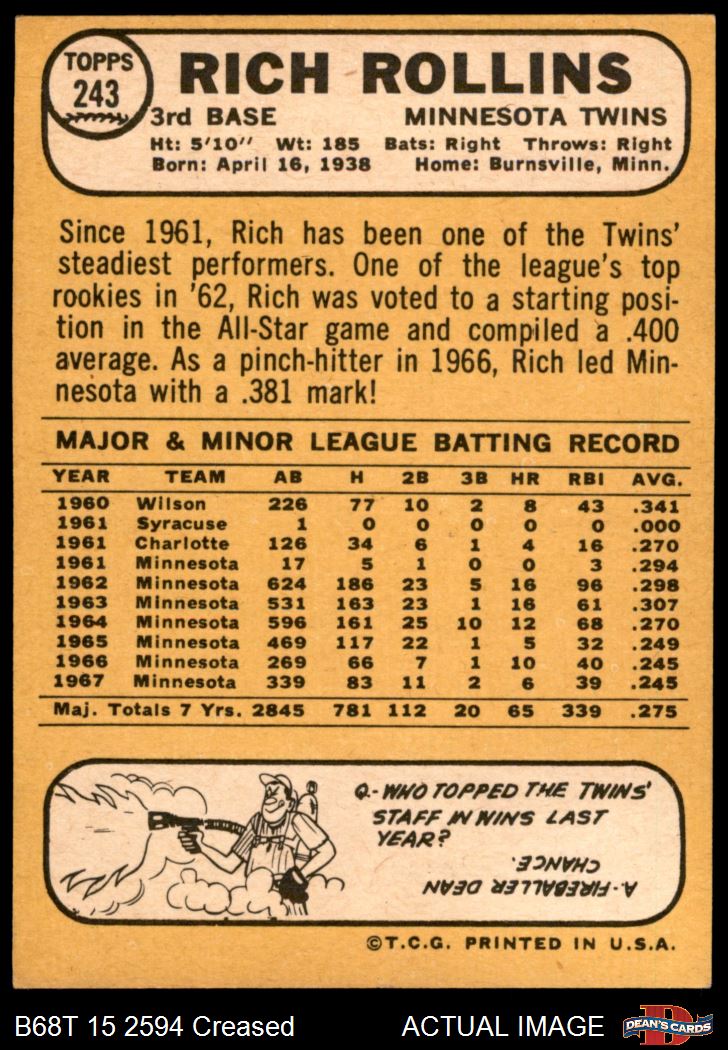 TOPPS
243
RICH ROLLINS
3rd BASE MINNESOTA TWINS
Ht: 5'10" Wt: 185 Bats: Right Throws: Right
Born: April 16, 1938 Home: Burnsville, Minn.
Since 1961, Rich has been one of the Twins'
steadiest performers. One of the league's top
rookies in '62, Rich was voted to a starting posi-
tion in the All-Star game and compiled a .400
average. As a pinch-hitter in 1966, Rich led Min-
nesota with a .381 mark!
MAJOR & MINOR LEAGUE BATTING RECORD
YEAR TEAM AB H 2B 3B HR RBI AVG.
1960 Wilson 226 77 10 2 8 43 .341
1961 Syracuse 1 0 0 0 0 0 .000
1961 Charlotte 126 34 6 1 4 16 .270
1961 Minnesota 17 5 1 0 0 3 .294
1962 Minnesota 624 186 23 5 16 96 .298
1963 Minnesota 531 163 23 1 16 61 .307
1964 Minnesota 596 161 25 10 12 68 .270
1965 Minnesota 469 117 22 1 5 32 .249
1966 Minnesota 269 66 7 1 10 40 .245
1967 Minnesota 339 83 11 2 6 39 .245
Maj. Totals 7 Yrs. 2845 781 112 20 65 339 .275
Q.- WHO TOPPED THE TWINS'
STAFF IN WINS LAST
YEAR?
A.- FIREBALLER DEAN
CHANCE.
©T.C.G. PRINTED IN U.S.A.
B68T 15 2594 Creased ACTUAL IMAGE
D
DEAN'S CARDS